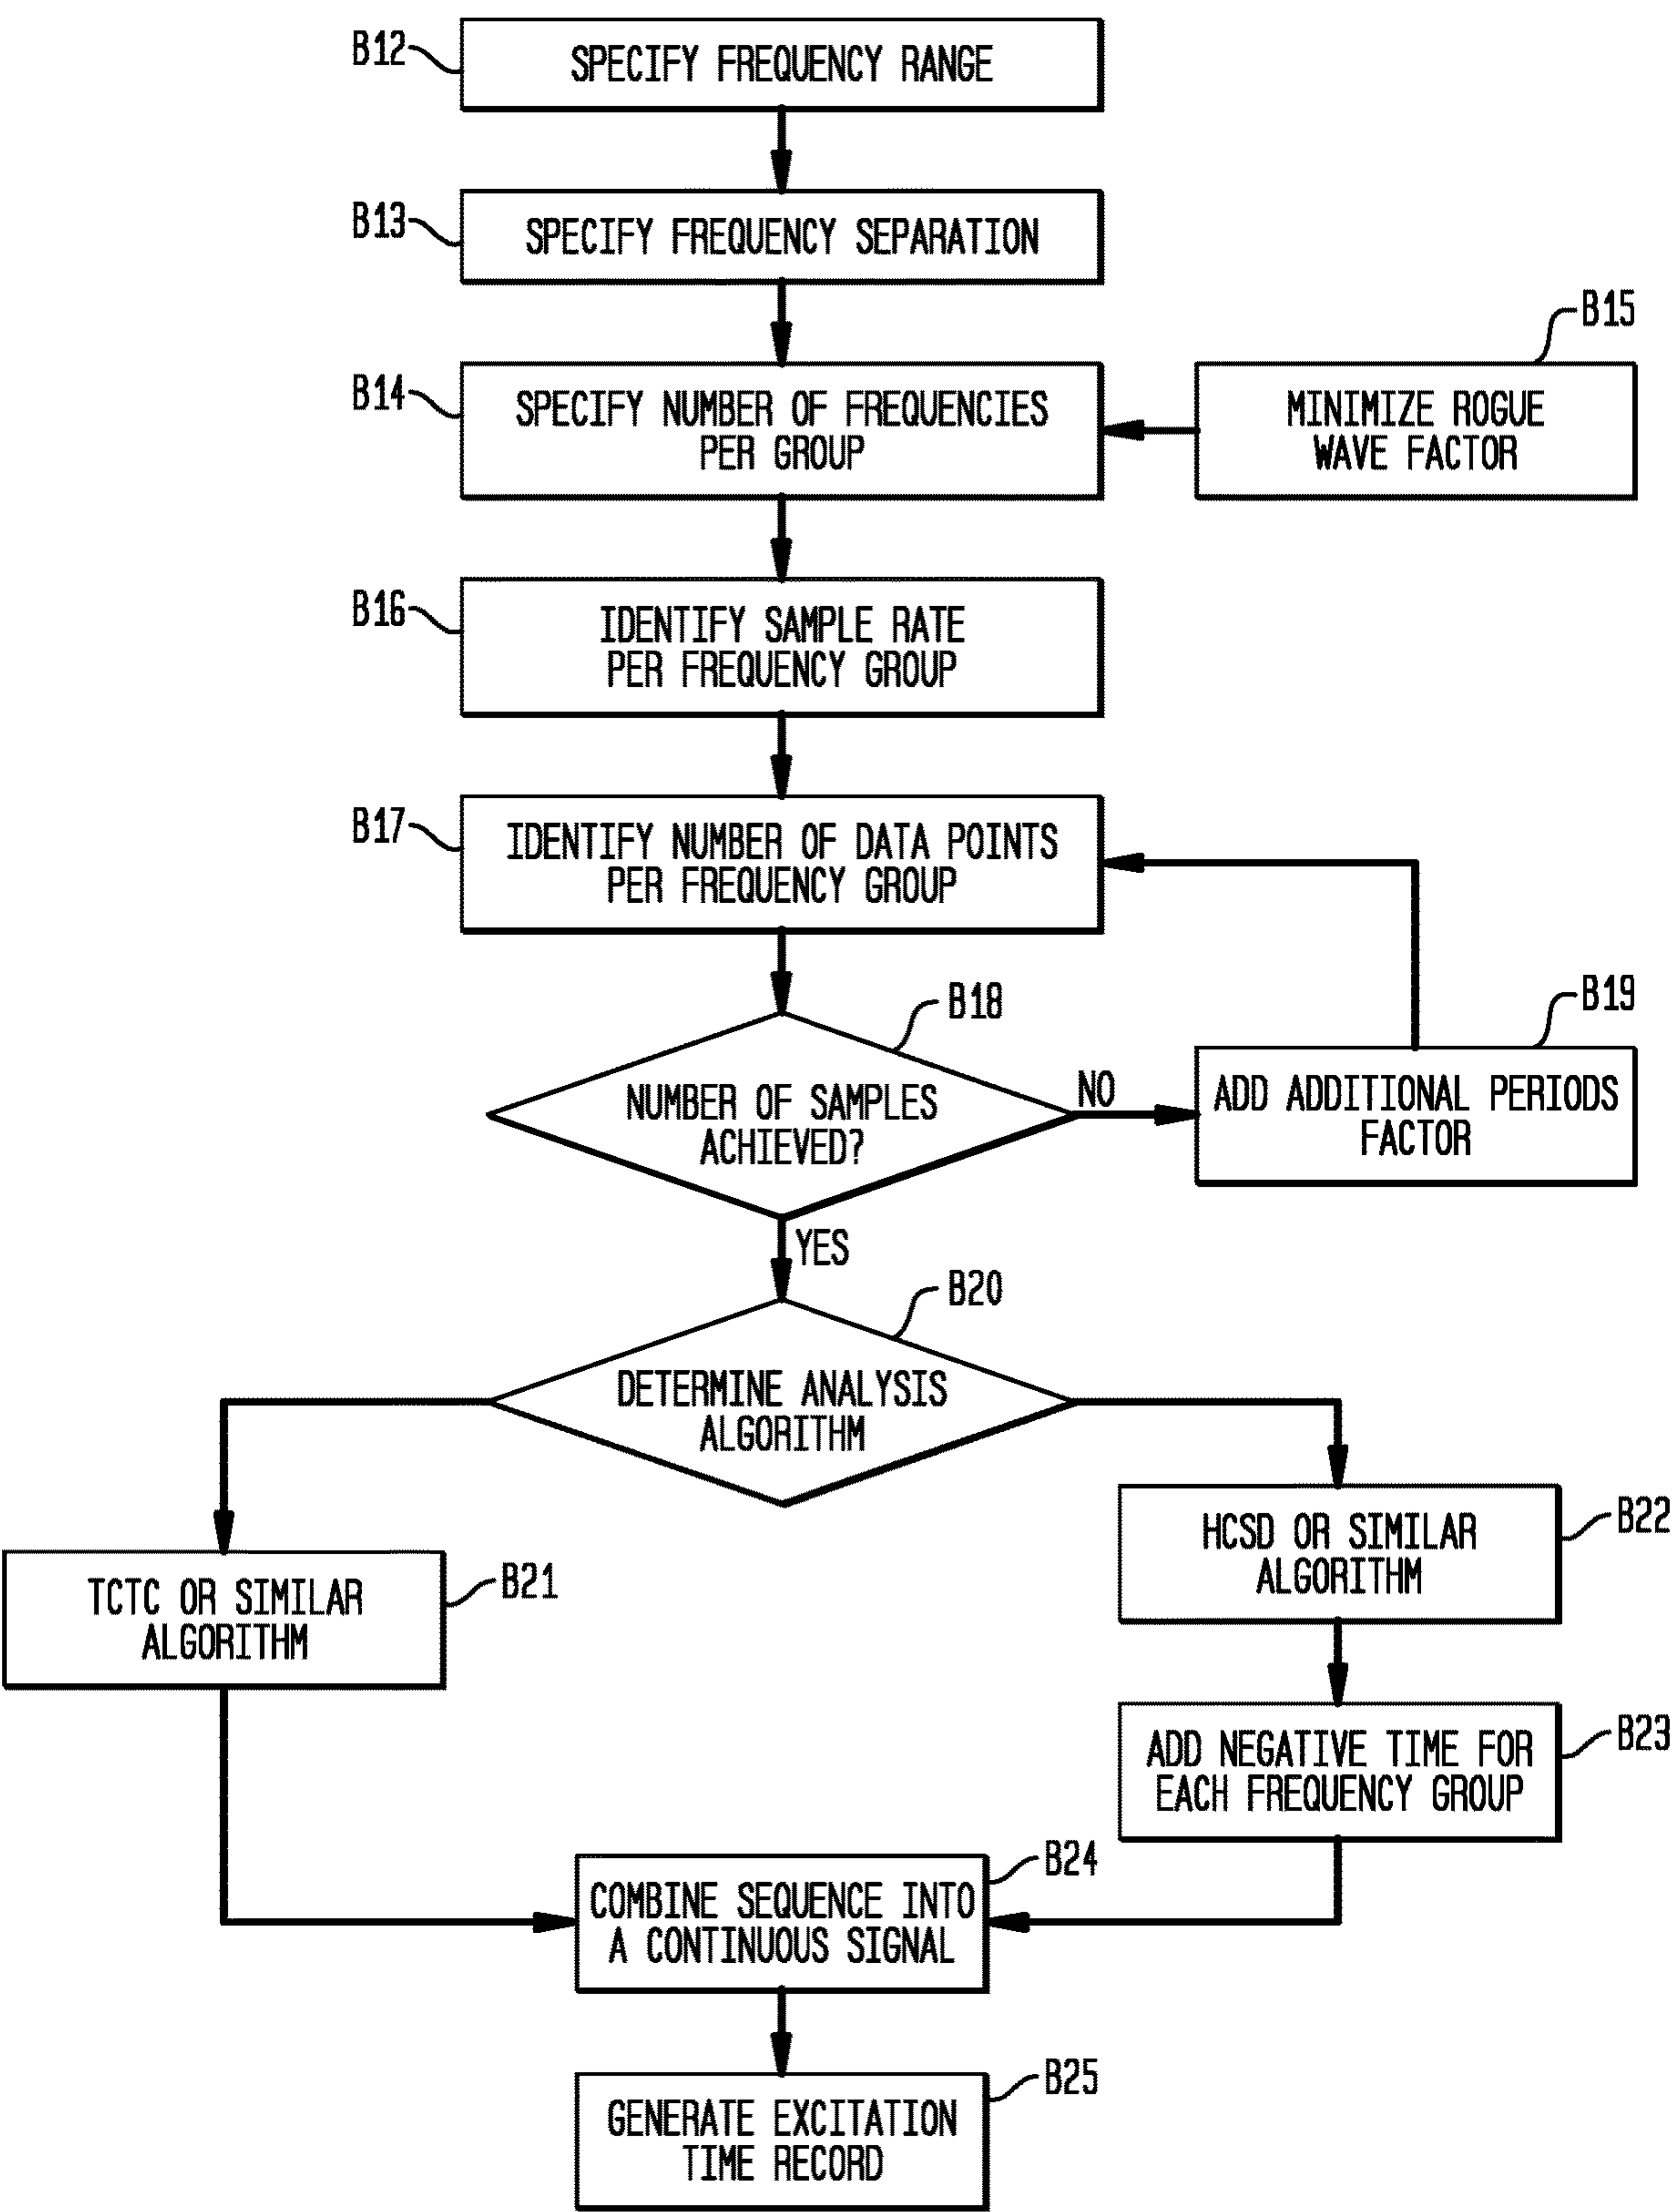 B12
SPECIFY FREQUENCY RANGE
B13
SPECIFY FREQUENCY SEPARATION
B14
SPECIFY NUMBER OF FREQUENCIES
PER GROUP
B15
MINIMIZE ROGUE
WAVE FACTOR
B16
IDENTIFY SAMPLE RATE
PER FREQUENCY GROUP
B17
IDENTIFY NUMBER OF DATA POINTS
PER FREQUENCY GROUP
B18
NUMBER OF SAMPLES
ACHIEVED?
NO
B19
ADD ADDITIONAL PERIODS
FACTOR
YES
B20
DETERMINE ANALYSIS
ALGORITHM
B21
TCTC OR SIMILAR
ALGORITHM
B22
HCSD OR SIMILAR
ALGORITHM
B23
ADD NEGATIVE TIME FOR
EACH FREQUENCY GROUP
B24
COMBINE SEQUENCE INTO
A CONTINUOUS SIGNAL
B25
GENERATE EXCITATION
TIME RECORD